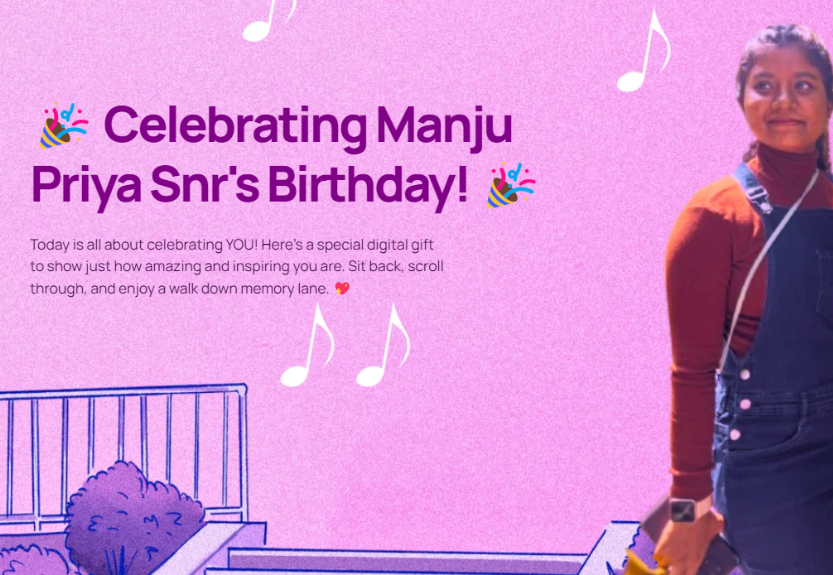 🎉 Celebrating Manju
Priya Snr's Birthday! 🎉
Today is all about celebrating YOU! Here's a special digital gift
to show just how amazing and inspiring you are. Sit back, scroll
through, and enjoy a walk down memory lane. 💖